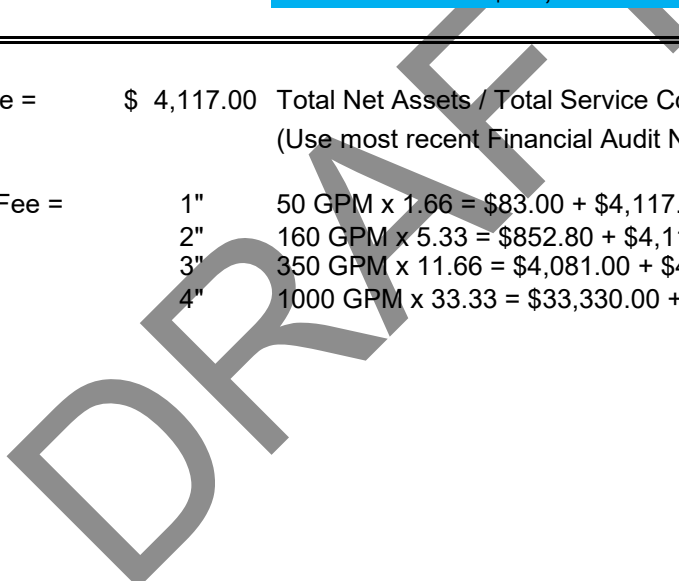 e = $ 4,117.00 Total Net Assets / Total Service
(Use most recent Financial Audit
Fee = 1" 50 GPM x 1.66 = $83.00 + $4,117.
2" 160 GPM x 5.33 = $852.80 + $4,1
3" 350 GPM x 11.66 = $4,081.00 + $4
4" 1000 GPM x 33.33 = $33,330.00 +
DRAF